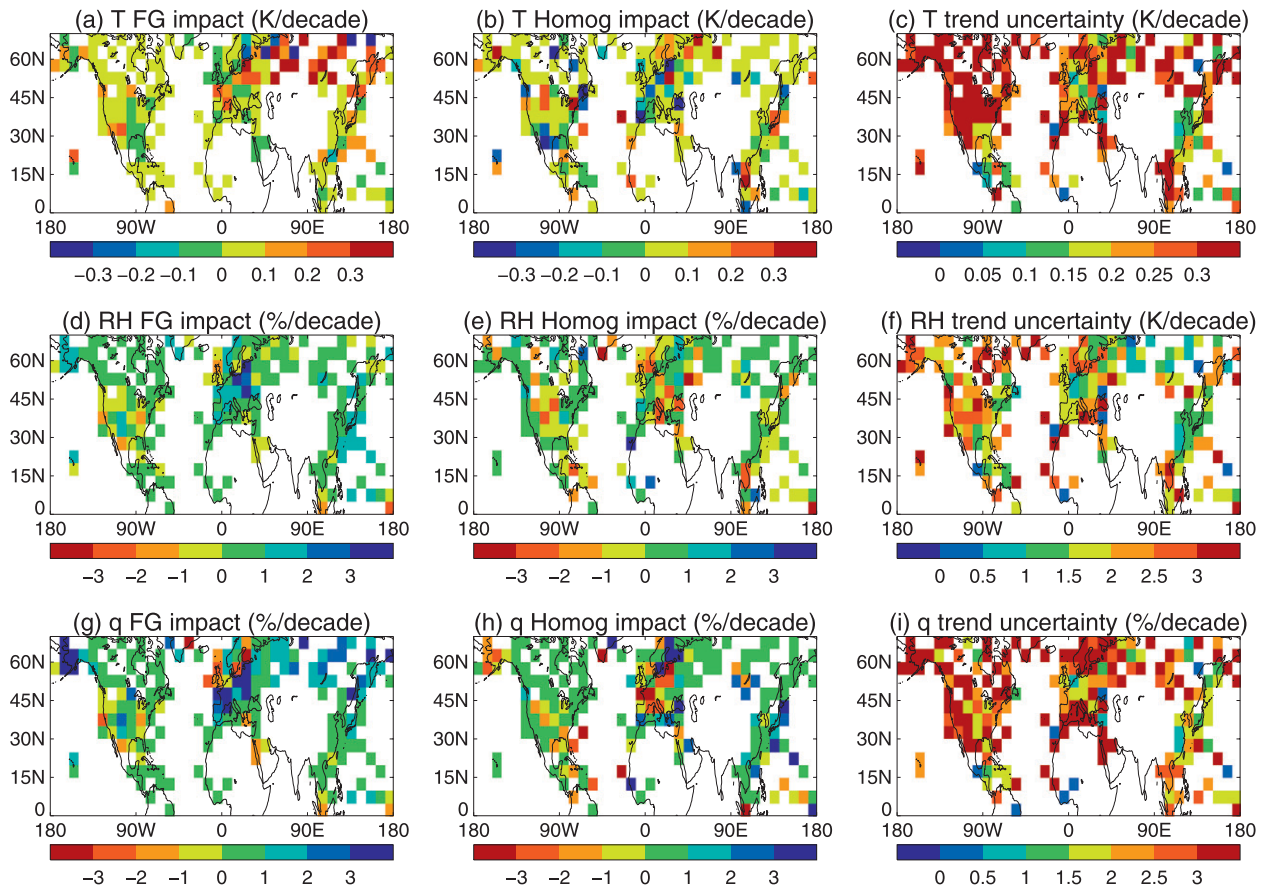 (a) T FG impact (K/decade) (b) T Homog impact (K/decade) (c) T trend uncertainty (K/decade)
60N 60N 60N
45N 45N 45N
30N 30N 30N
15N 15N 15N
0 0 0
180 90W 0 90E 180 180 90W 0 90E 180 180 90W 0 90E 180
−0.3 −0.2 −0.1 0 0.1 0.2 0.3 −0.3 −0.2 −0.1 0 0.1 0.2 0.3 0 0.05 0.1 0.15 0.2 0.25 0.3
(d) RH FG impact (%/decade) (e) RH Homog impact (%/decade) (f) RH trend uncertainty (K/decade)
60N 60N 60N
45N 45N 45N
30N 30N 30N
15N 15N 15N
0 0 0
180 90W 0 90E 180 180 90W 0 90E 180 180 90W 0 90E 180
−3 −2 −1 0 1 2 3 −3 −2 −1 0 1 2 3 0 0.5 1 1.5 2 2.5 3
(g) q FG impact (%/decade) (h) q Homog impact (%/decade) (i) q trend uncertainty (%/decade)
60N 60N 60N
45N 45N 45N
30N 30N 30N
15N 15N 15N
0 0 0
180 90W 0 90E 180 180 90W 0 90E 180 180 90W 0 90E 180
−3 −2 −1 0 1 2 3 −3 −2 −1 0 1 2 3 0 0.5 1 1.5 2 2.5 3